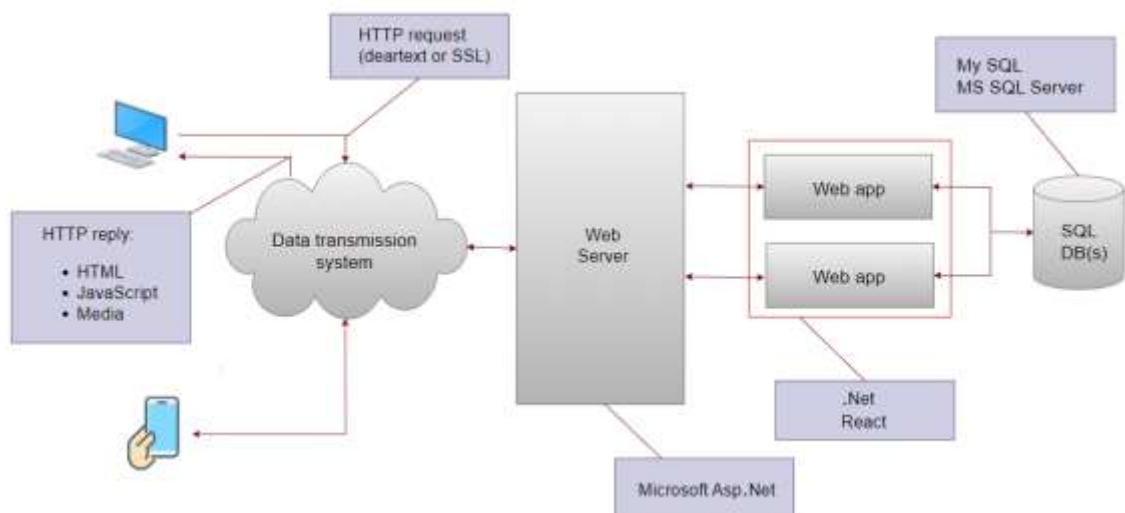 HTTP request
(deartext or SSL)
My SQL
MS SQL Server
Web app
HTTP reply:
• HTML
• JavaScript
• Media
Data transmission
system
Web
Server
SQL
DB(s)
Web app
.Net
React
Microsoft Asp.Net